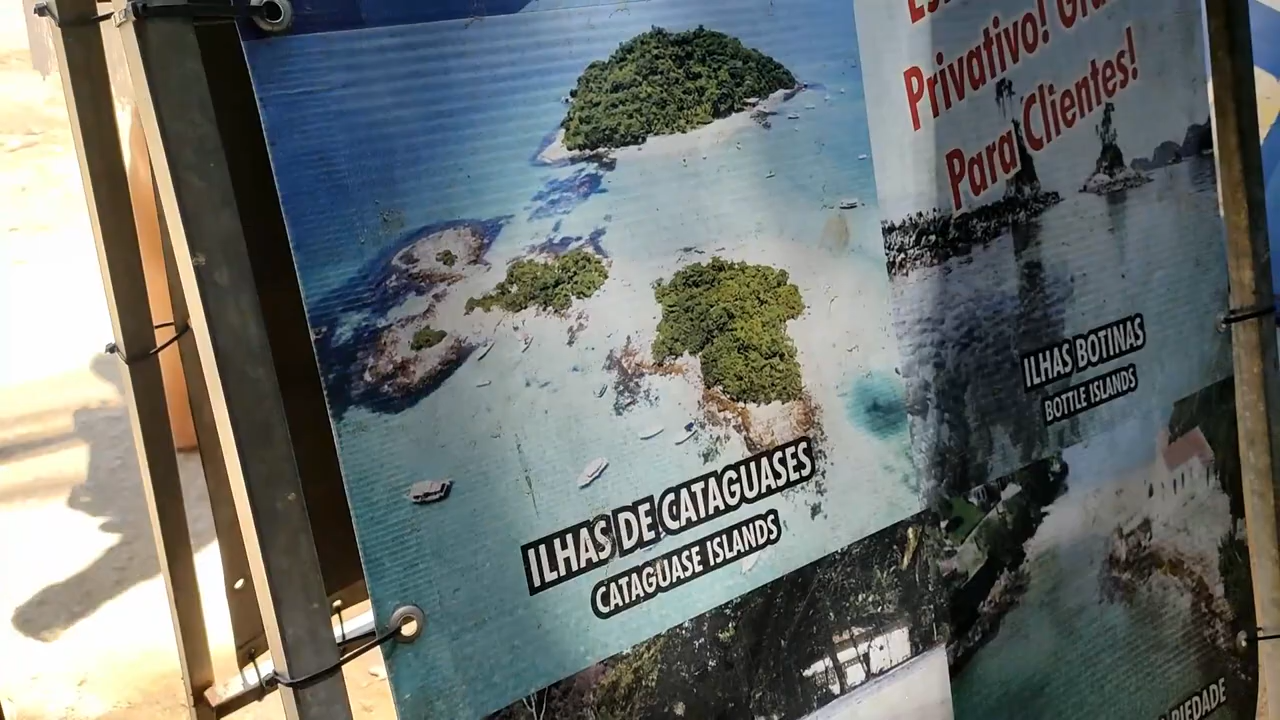 Privativo!
Para Clientes!
ILHAS BOTINAS
BOTTLE ISLANDS
ILHAS DE CATAGUASES
CATAGUASE ISLANDS